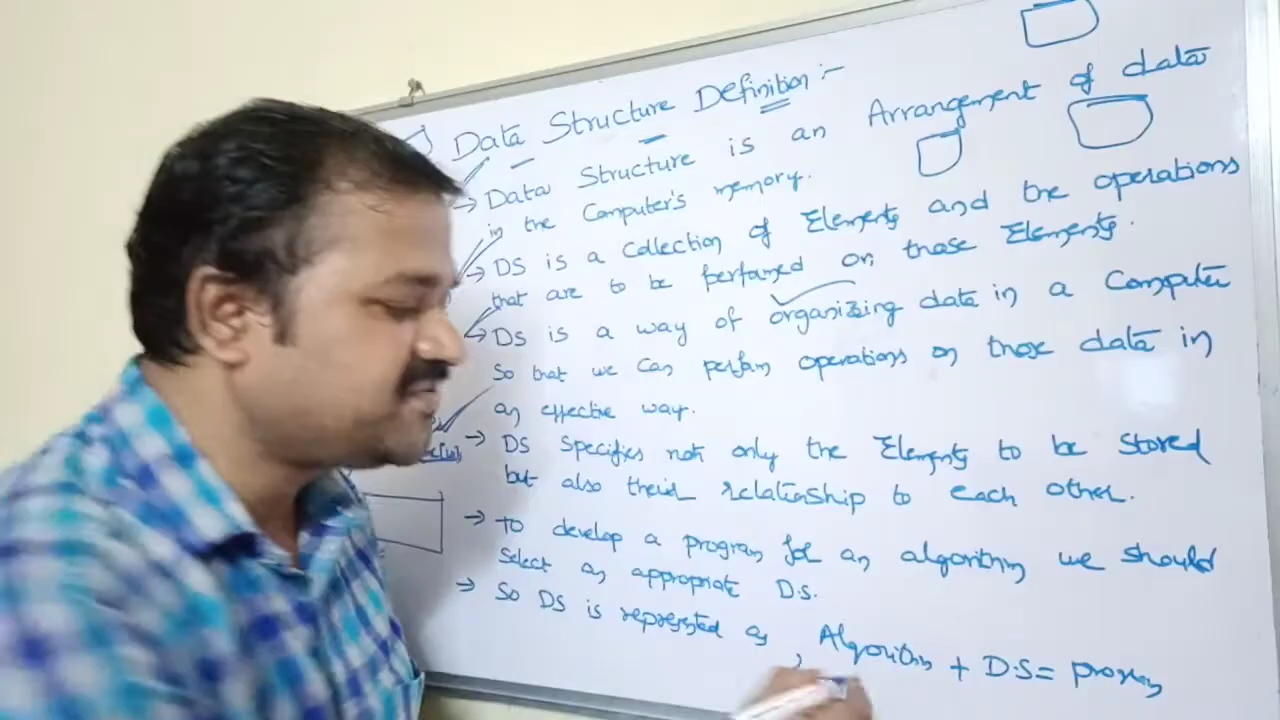 Data Structure Definition :-
→ Data Structure is an Arrangement of data
in the Computer's memory.
→ DS is a collection of Elements and the operations
that are to be performed on those Elements.
→ DS is a way of organizing data in a Computer
So that we can perform operations on those data in
an effective way.
→ DS Specifies not only the Elements to be stored
but also their relationship to each other.
→ To develop a program for an algorithm we should
Select an appropriate D.S.
→ So DS is represented as, Algorithm + D.S = program